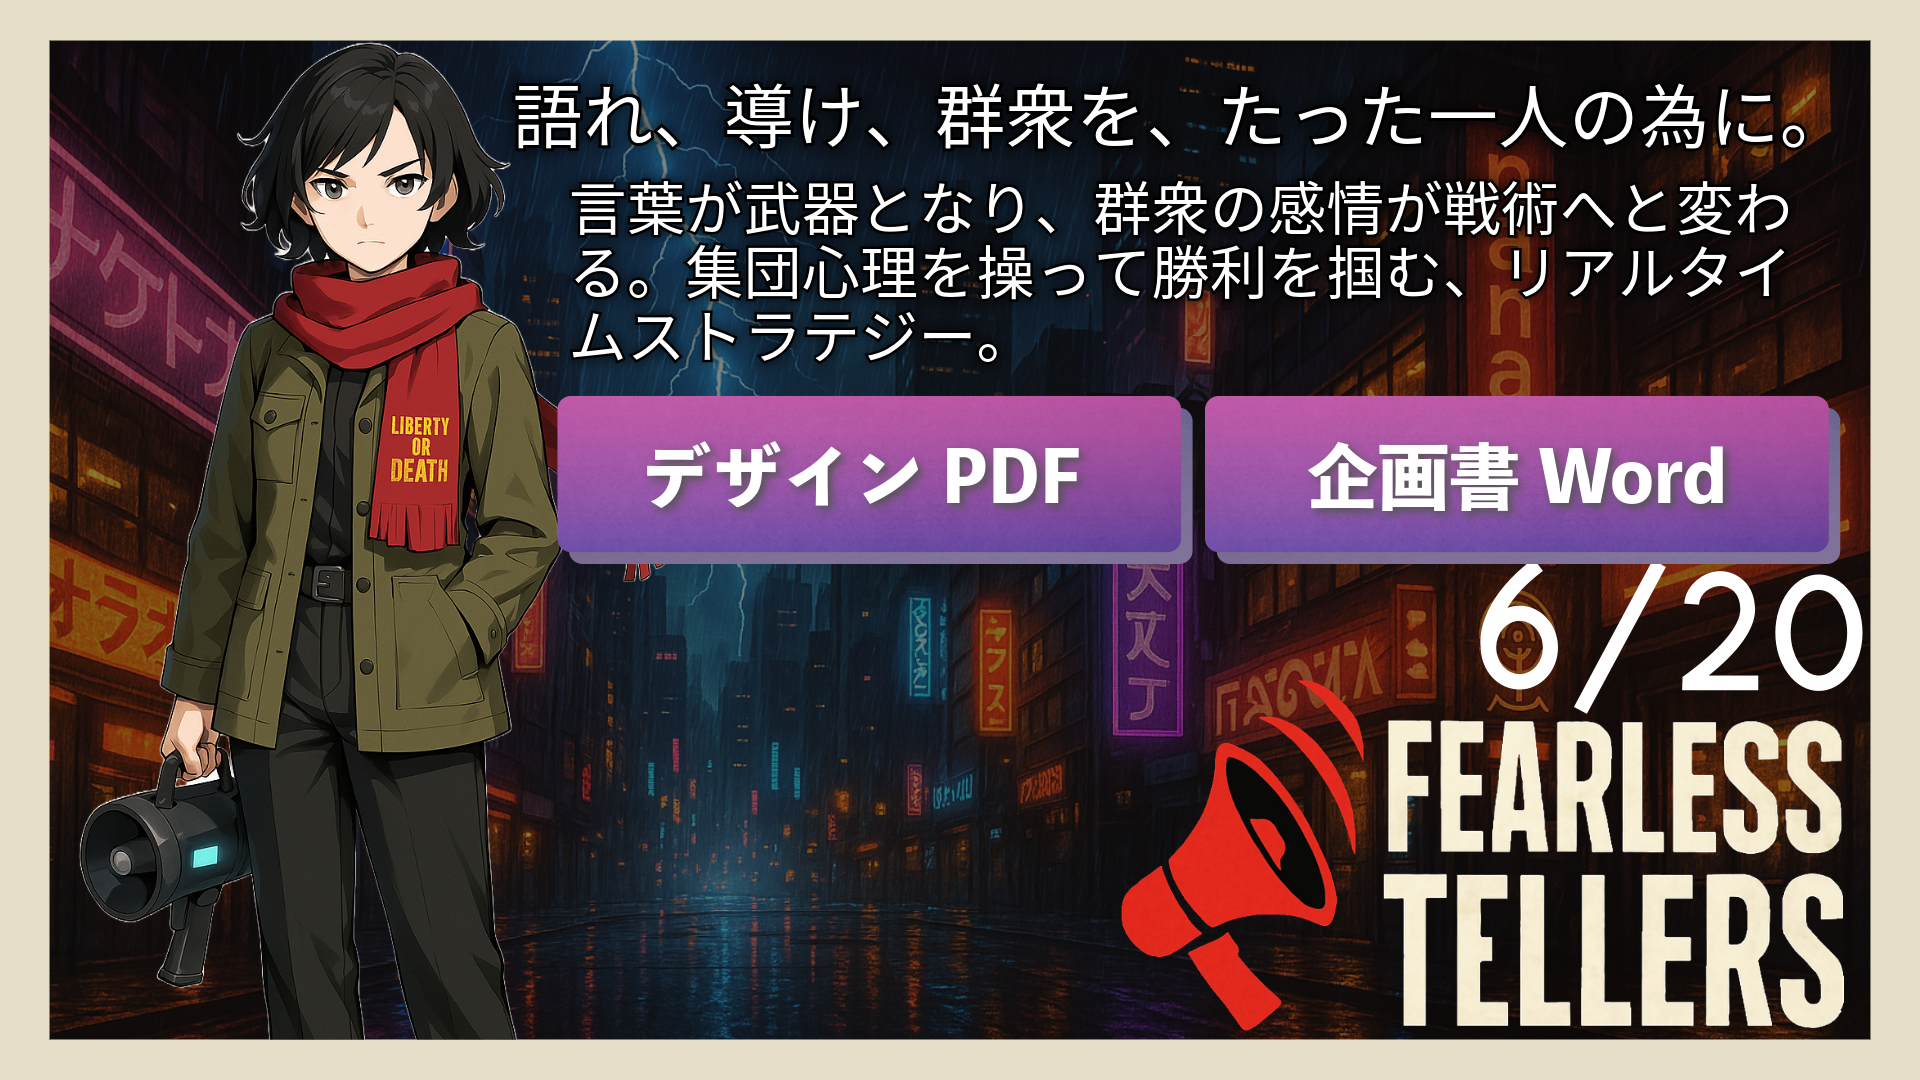 語れ、導け、群衆を、たった一人の為に。
言葉が武器となり、群衆の感情が戦術へと変わ
る。集団心理を操って勝利を掴む、リアルタイ
ムストラテジー。
LIBERTY
OR
DEATH
デザイン PDF
企画書 Word
6/20
FEARLESS
TELLERS